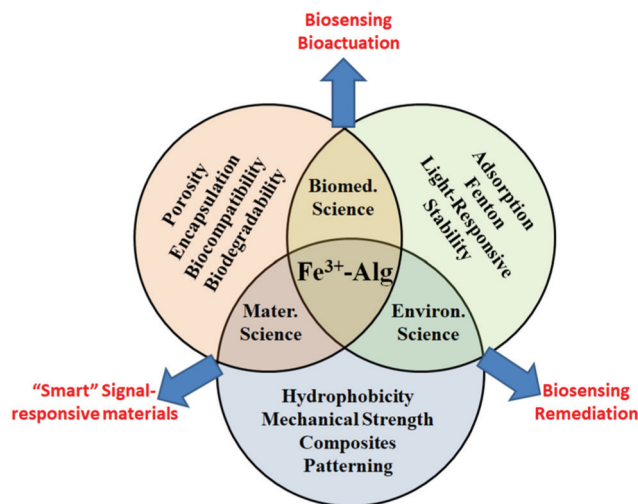 Biosensing
Bioactuation
Porosity
Encapsulation
Biocompatibility
Biodegradability
Biomed.
Science
Adsorption
Fenton
Light-Responsive
Stability
Fe³⁺-Alg
Mater.
Science
Environ.
Science
“Smart” Signal-
responsive materials
Hydrophobicity
Mechanical Strength
Composites
Patterning
Biosensing
Remediation